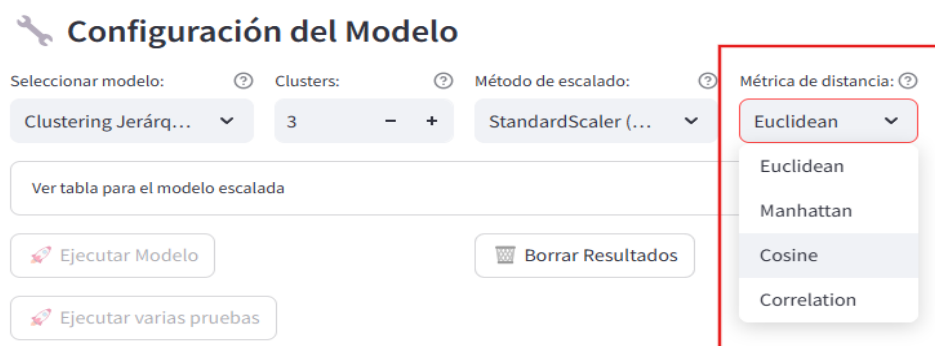 Configuración del Modelo
Seleccionar modelo:
Clusters:
Método de escalado:
Métrica de distancia:
Clustering Jerárq...
3
-
+
StandardScaler (...
Euclidean
Ver tabla para el modelo escalada
Euclidean
Manhattan
Cosine
Correlation
Ejecutar Modelo
Borrar Resultados
Ejecutar varias pruebas